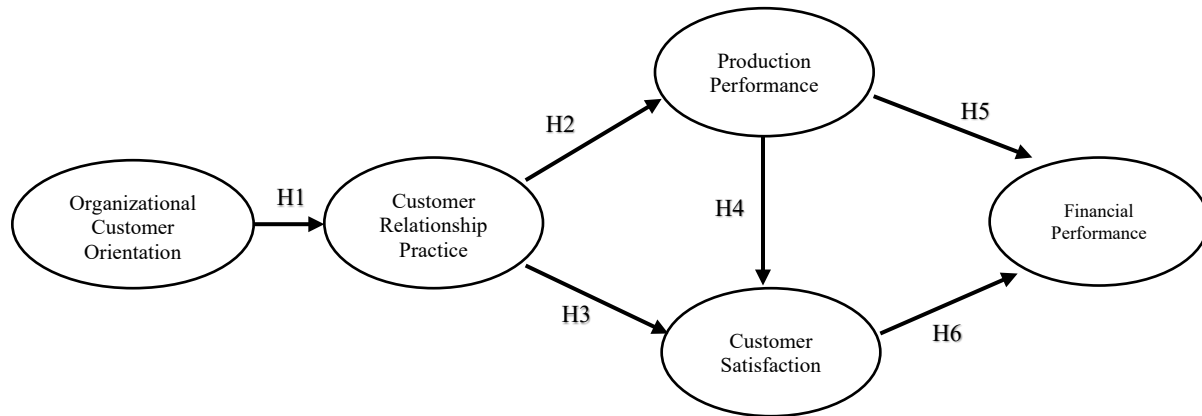 Production
Performance
H2
H5
Organizational
Customer
Orientation
H1
Customer
Relationship
Practice
H4
Financial
Performance
H3
Customer
Satisfaction
H6